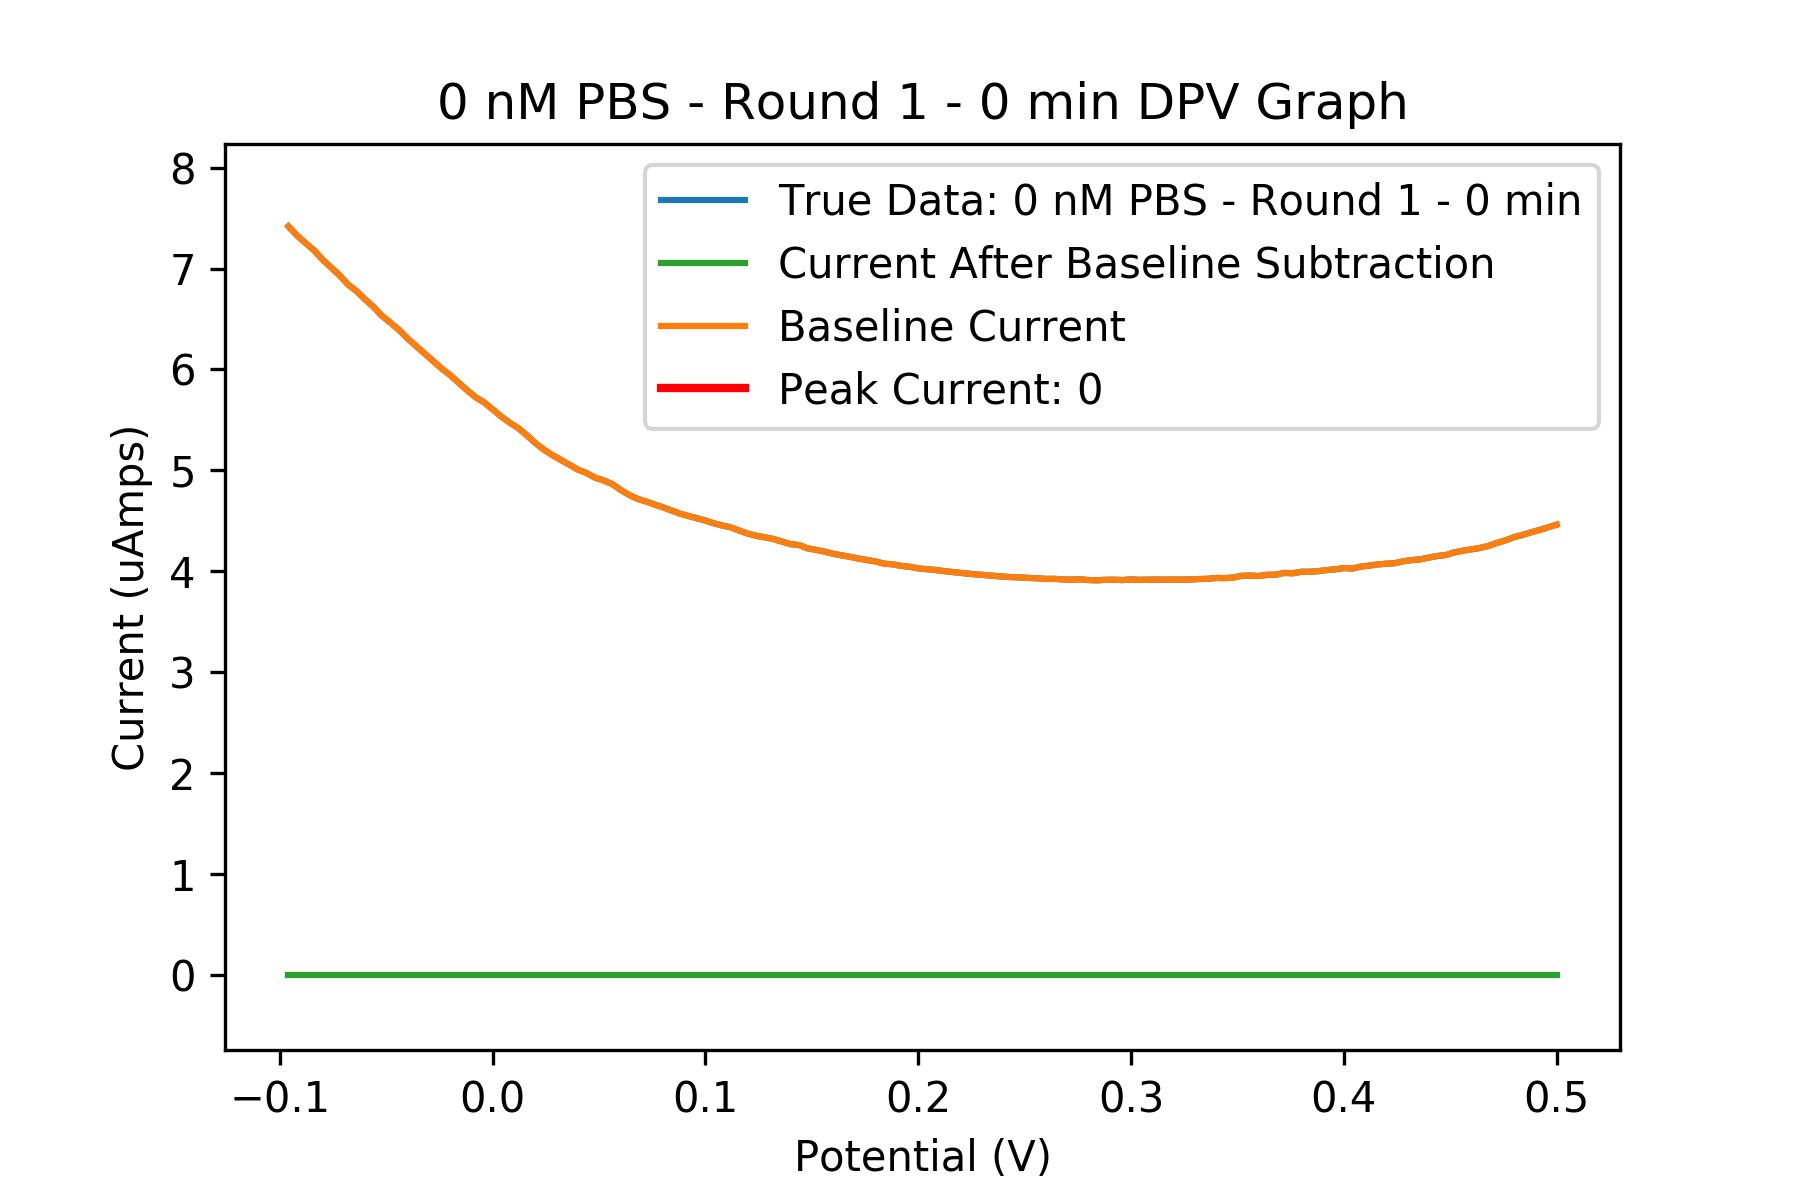 0 nM PBS - Round 1 - 0 min DPV Graph
True Data: 0 nM PBS - Round 1 - 0 min
Current After Baseline Subtraction
Baseline Current
Peak Current: 0
Current (uAmps)
8
7
6
5
4
3
2
1
0
−0.1 0.0 0.1 0.2 0.3 0.4 0.5
Potential (V)